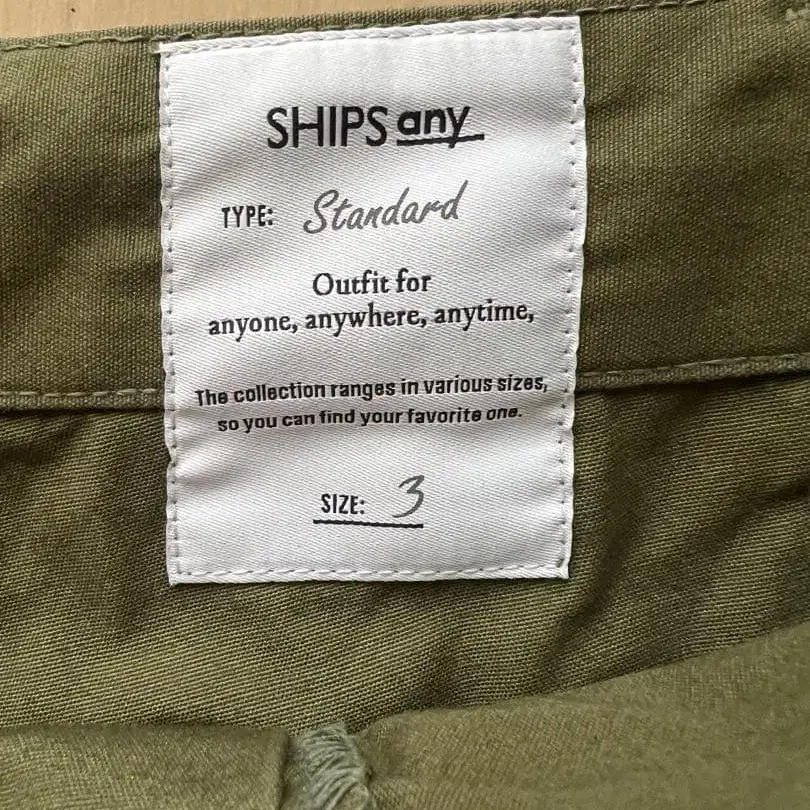 SHIPS any
TYPE: Standard
Outfit for
anyone, anywhere, anytime,
The collection ranges in various sizes,
so you can find your favorite one.
SIZE: 3